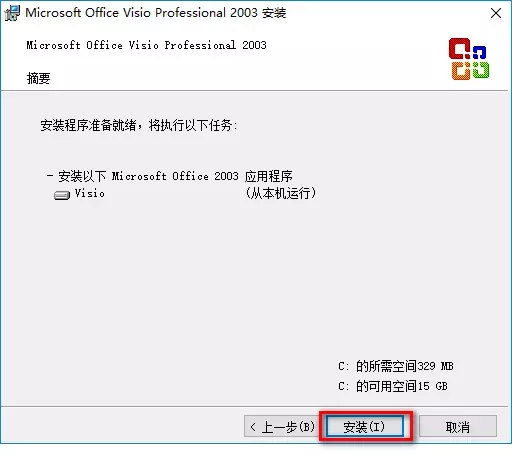 Microsoft Office Visio Professional 2003 安装
Microsoft Office Visio Professional 2003
摘要
安装程序准备就绪，将执行以下任务:
- 安装以下 Microsoft Office 2003 应用程序
Visio (从本机运行)
C: 的所需空间329 MB
C: 的可用空间15 GB
< 上一步(B) 安装(I) 取消